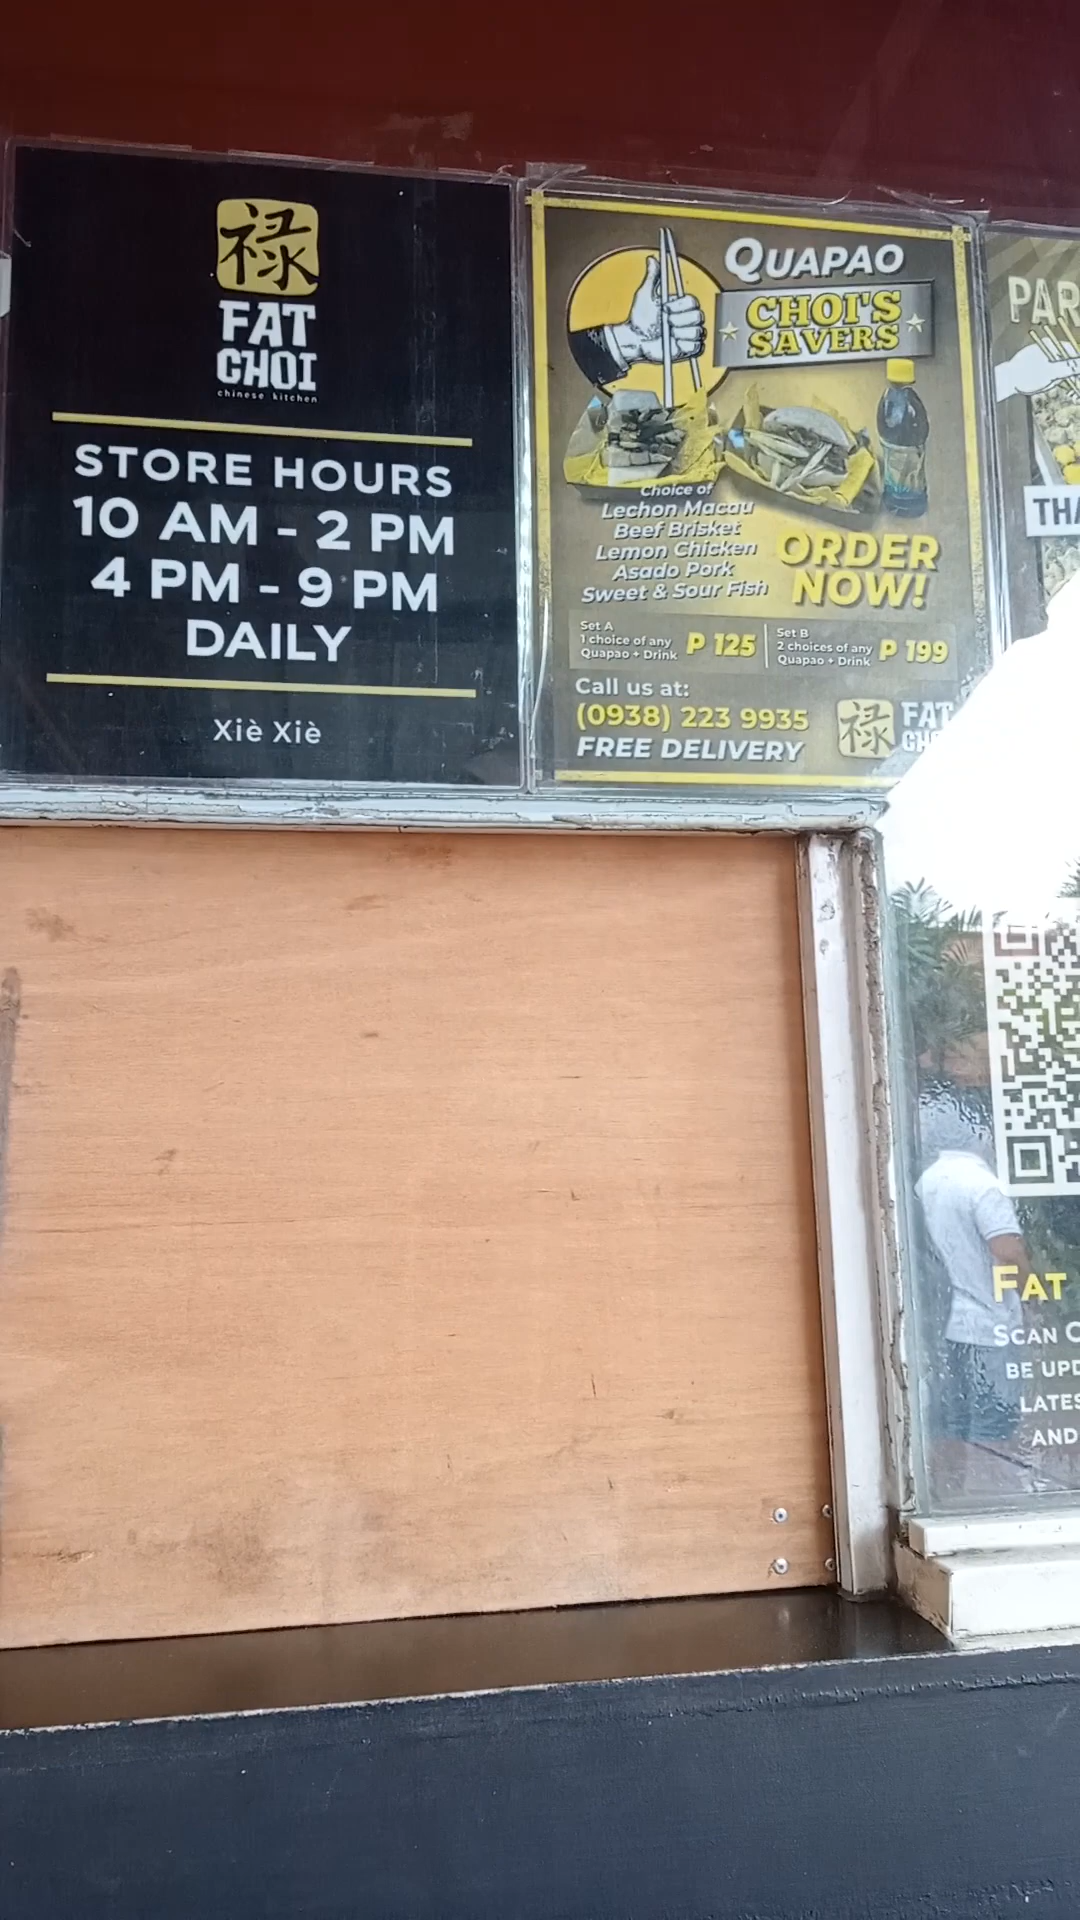 禄
FAT
CHOI
chinese kitchen
STORE HOURS
10 AM - 2 PM
4 PM - 9 PM
DAILY
Xiè Xiè
QUAPAO
CHOI'S
SAVERS
Choice of
Lechon Macau
Beef Brisket
Lemon Chicken
Asado Pork
Sweet & Sour Fish
ORDER
NOW!
Set A
1 choice of any
Quapao + Drink
P 125
Set B
2 choices of any
Quapao + Drink
P 199
Call us at:
(0938) 223 9935
FREE DELIVERY
禄
FAT
PAR
THA
FAT
SCAN
BE UPD
LATES
AND